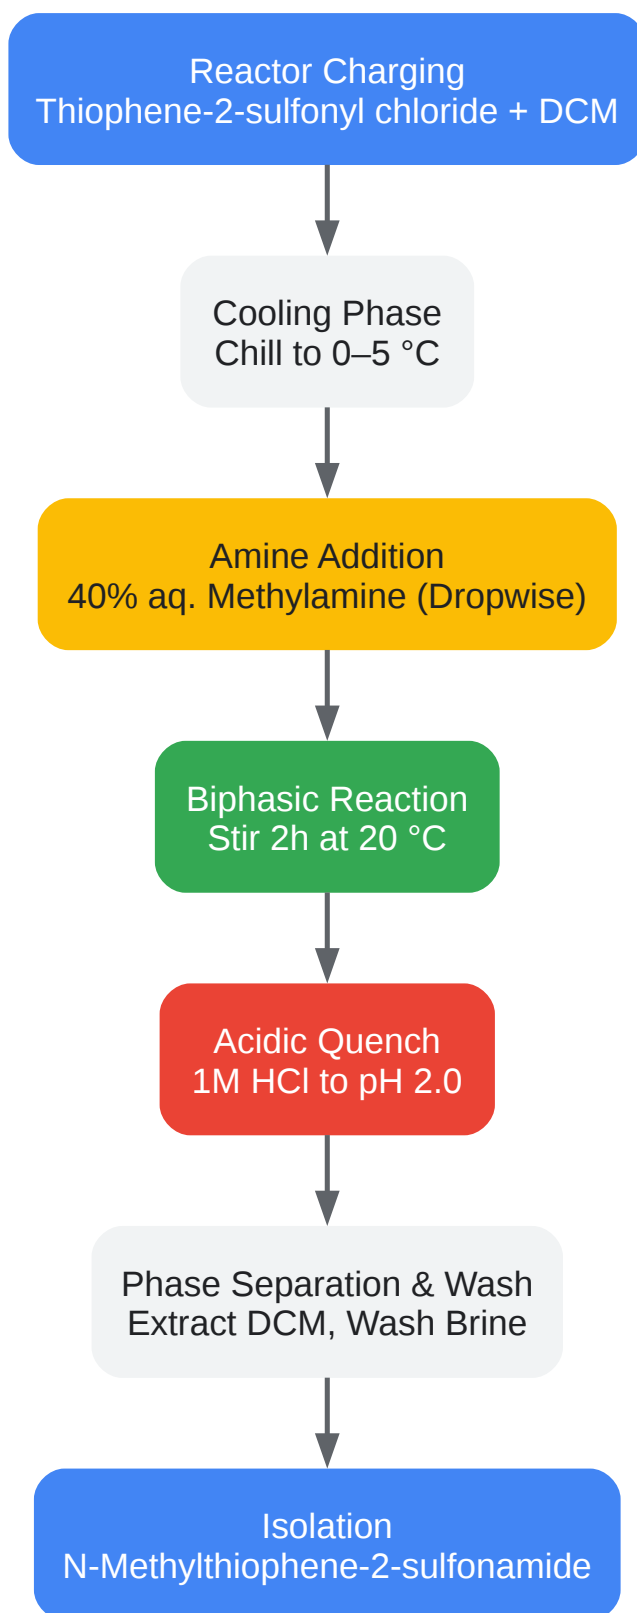 Reactor Charging
Thiophene-2-sulfonyl chloride + DCM
Cooling Phase
Chill to 0–5 °C
Amine Addition
40% aq. Methylamine (Dropwise)
Biphasic Reaction
Stir 2h at 20 °C
Acidic Quench
1M HCl to pH 2.0
Phase Separation & Wash
Extract DCM, Wash Brine
Isolation
N-Methylthiophene-2-sulfonamide